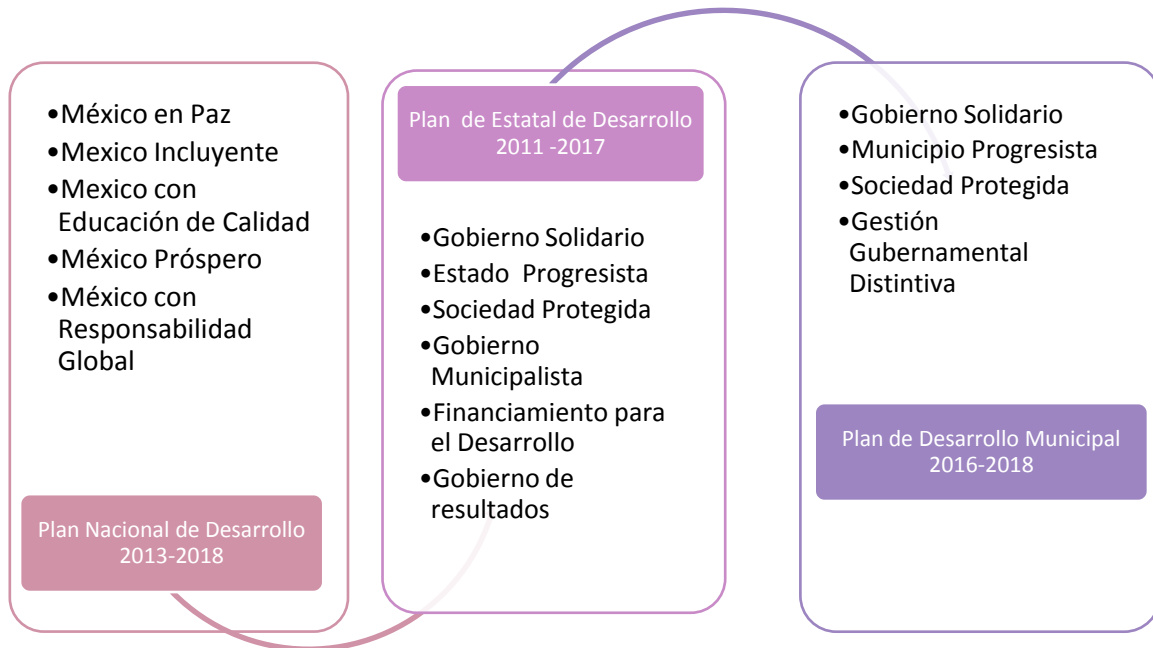 •México en Paz
•Mexico Incluyente
•Mexico con
Educación de Calidad
•México Próspero
•México con
Responsabilidad
Global
Plan Nacional de Desarrollo
2013-2018
Plan de Estatal de Desarrollo
2011 -2017
•Gobierno Solidario
•Estado Progresista
•Sociedad Protegida
•Gobierno
Municipalista
•Financiamiento para
el Desarrollo
•Gobierno de
resultados
•Gobierno Solidario
•Municipio Progresista
•Sociedad Protegida
•Gestión
Gubernamental
Distintiva
Plan de Desarrollo Municipal
2016-2018